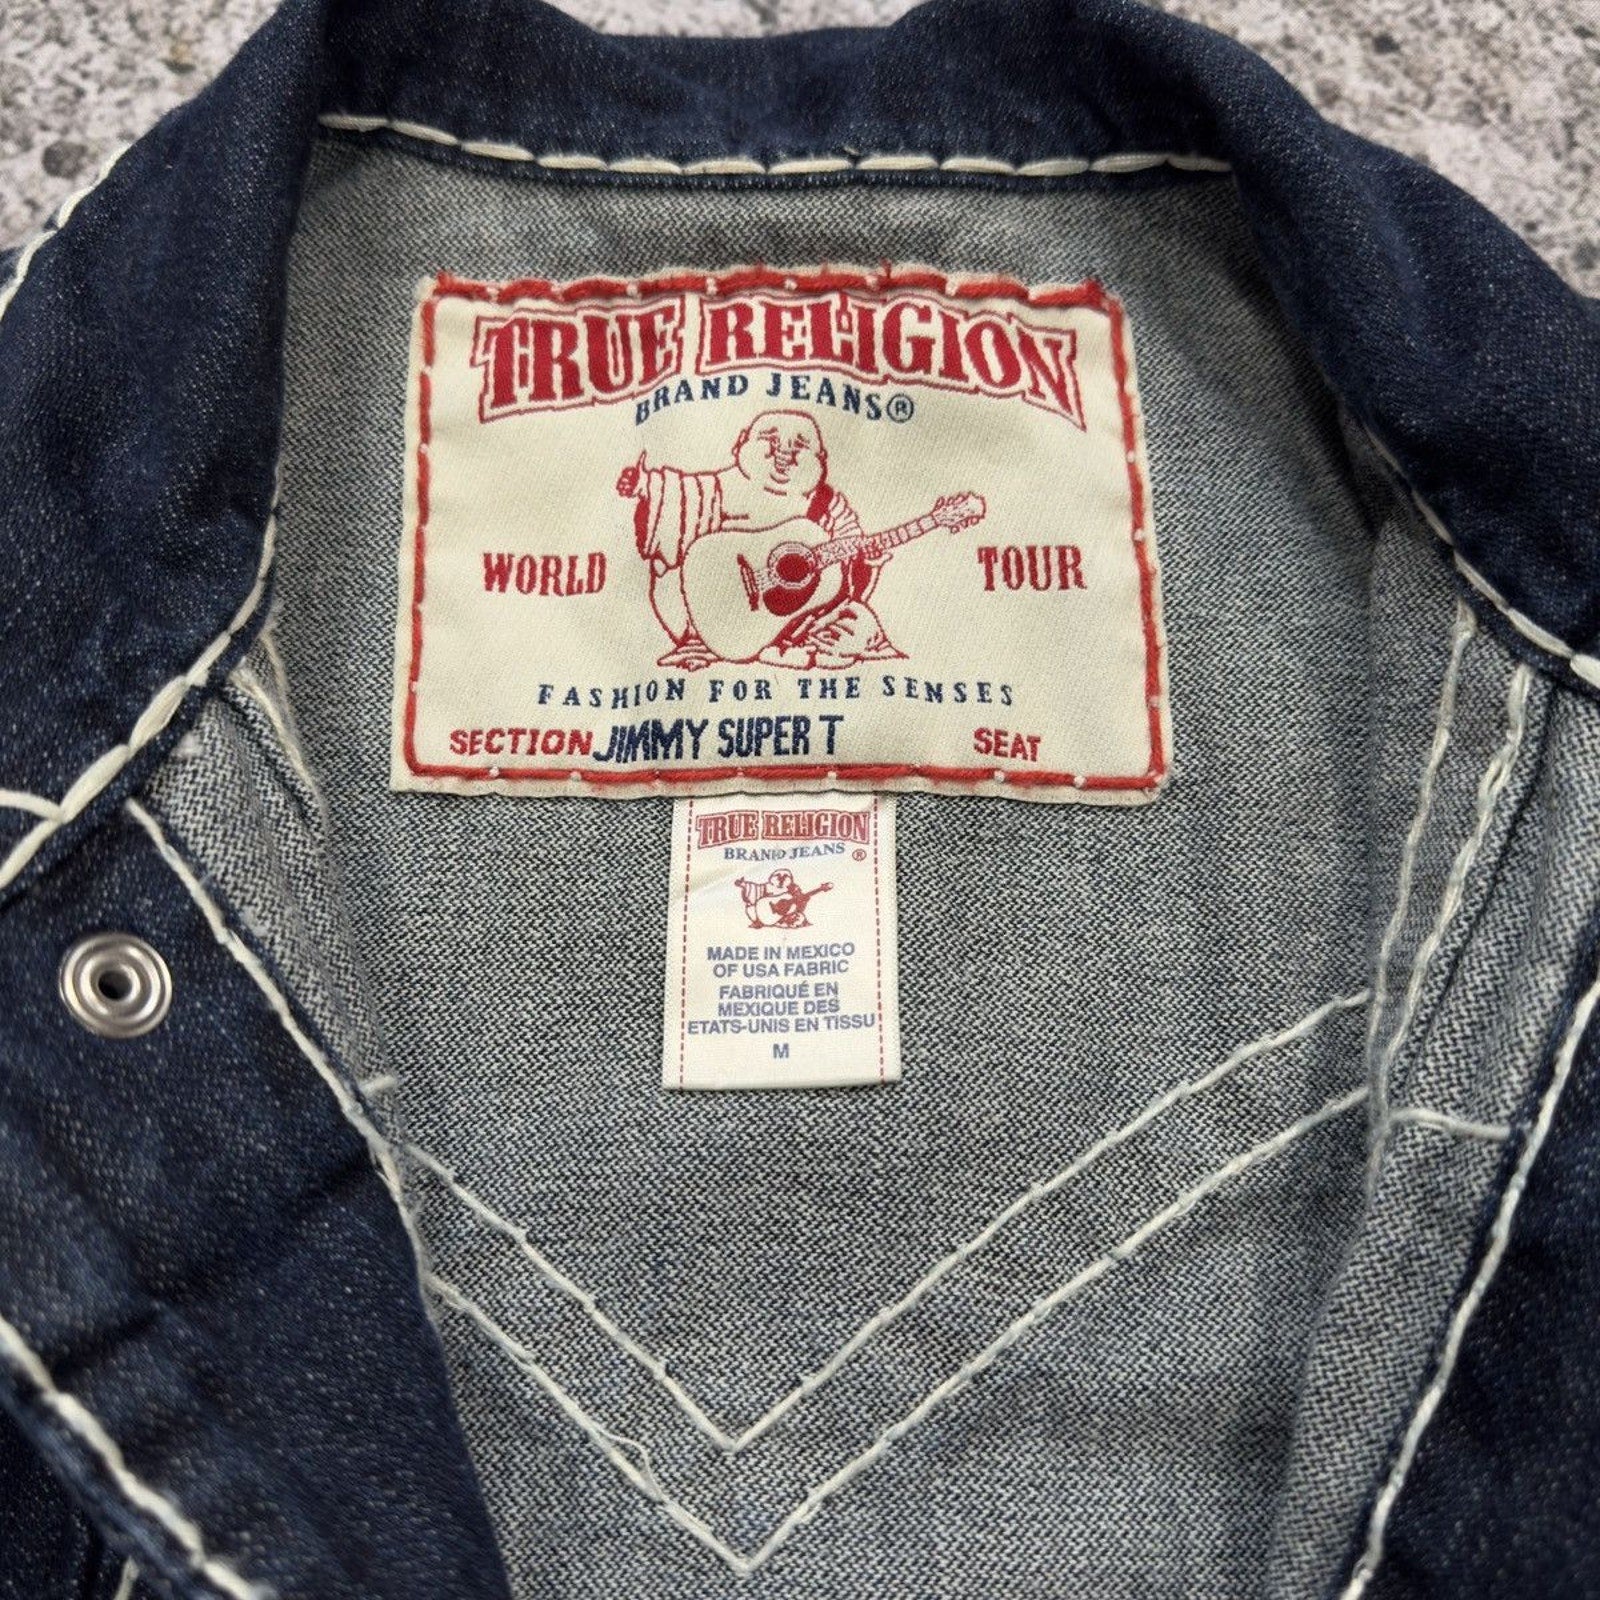 TRUE RELIGION
BRAND JEANS®
WORLD TOUR
FASHION FOR THE SENSES
SECTION JIMMY SUPER T SEAT
TRUE RELIGION
BRAND JEANS ®
MADE IN MEXICO
OF USA FABRIC
FABRIQUÉ EN
MEXIQUE DES
ETATS-UNIS EN TISSU
M